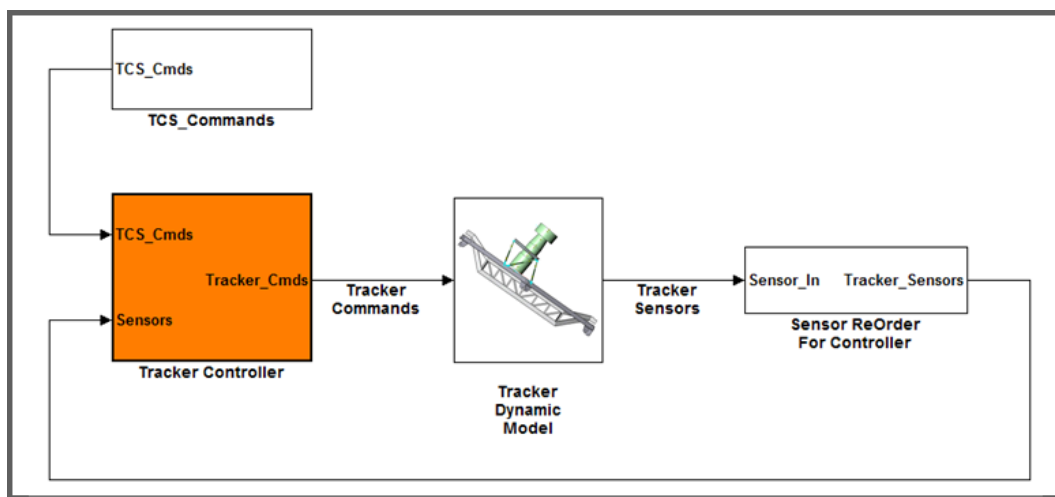 TCS_Cmds
TCS_Commands
TCS_Cmds
Tracker_Cmds
Sensors
Tracker Controller
Tracker
Commands
Tracker
Dynamic
Model
Tracker
Sensors
Sensor_In
Tracker_Sensors
Sensor ReOrder
For Controller